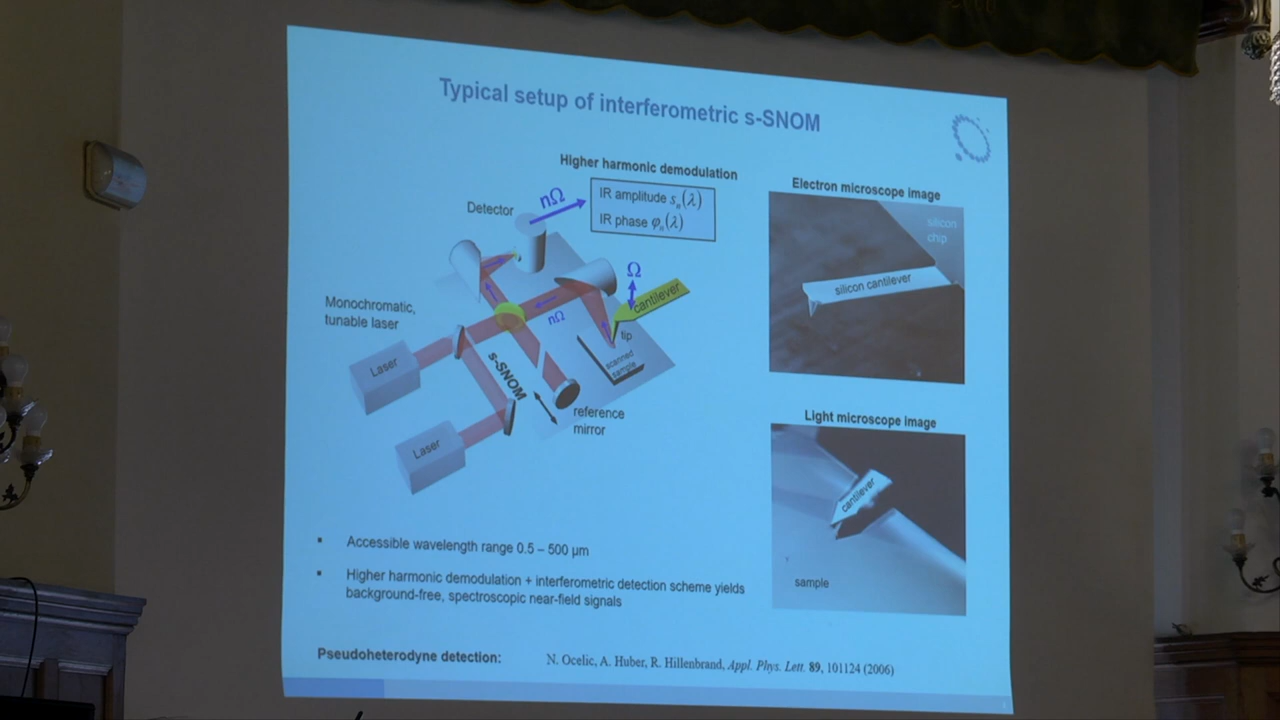 Typical setup of interferometric s-SNOM
Higher harmonic demodulation
nΩ
IR amplitude sₙ(λ)
IR phase φₙ(λ)
Detector
Ω
cantilever
nΩ
tip
scanned
sample
Monochromatic,
tunable laser
Laser
s-SNOM
reference
mirror
Laser
Electron microscope image
silicon
chip
silicon cantilever
Light microscope image
cantilever
sample
▪ Accessible wavelength range 0.5 – 500 µm
▪ Higher harmonic demodulation + interferometric detection scheme yields
background-free, spectroscopic near-field signals
Pseudoheterodyne detection: N. Ocelic, A. Huber, R. Hillenbrand, Appl. Phys. Lett. 89, 101124 (2006)